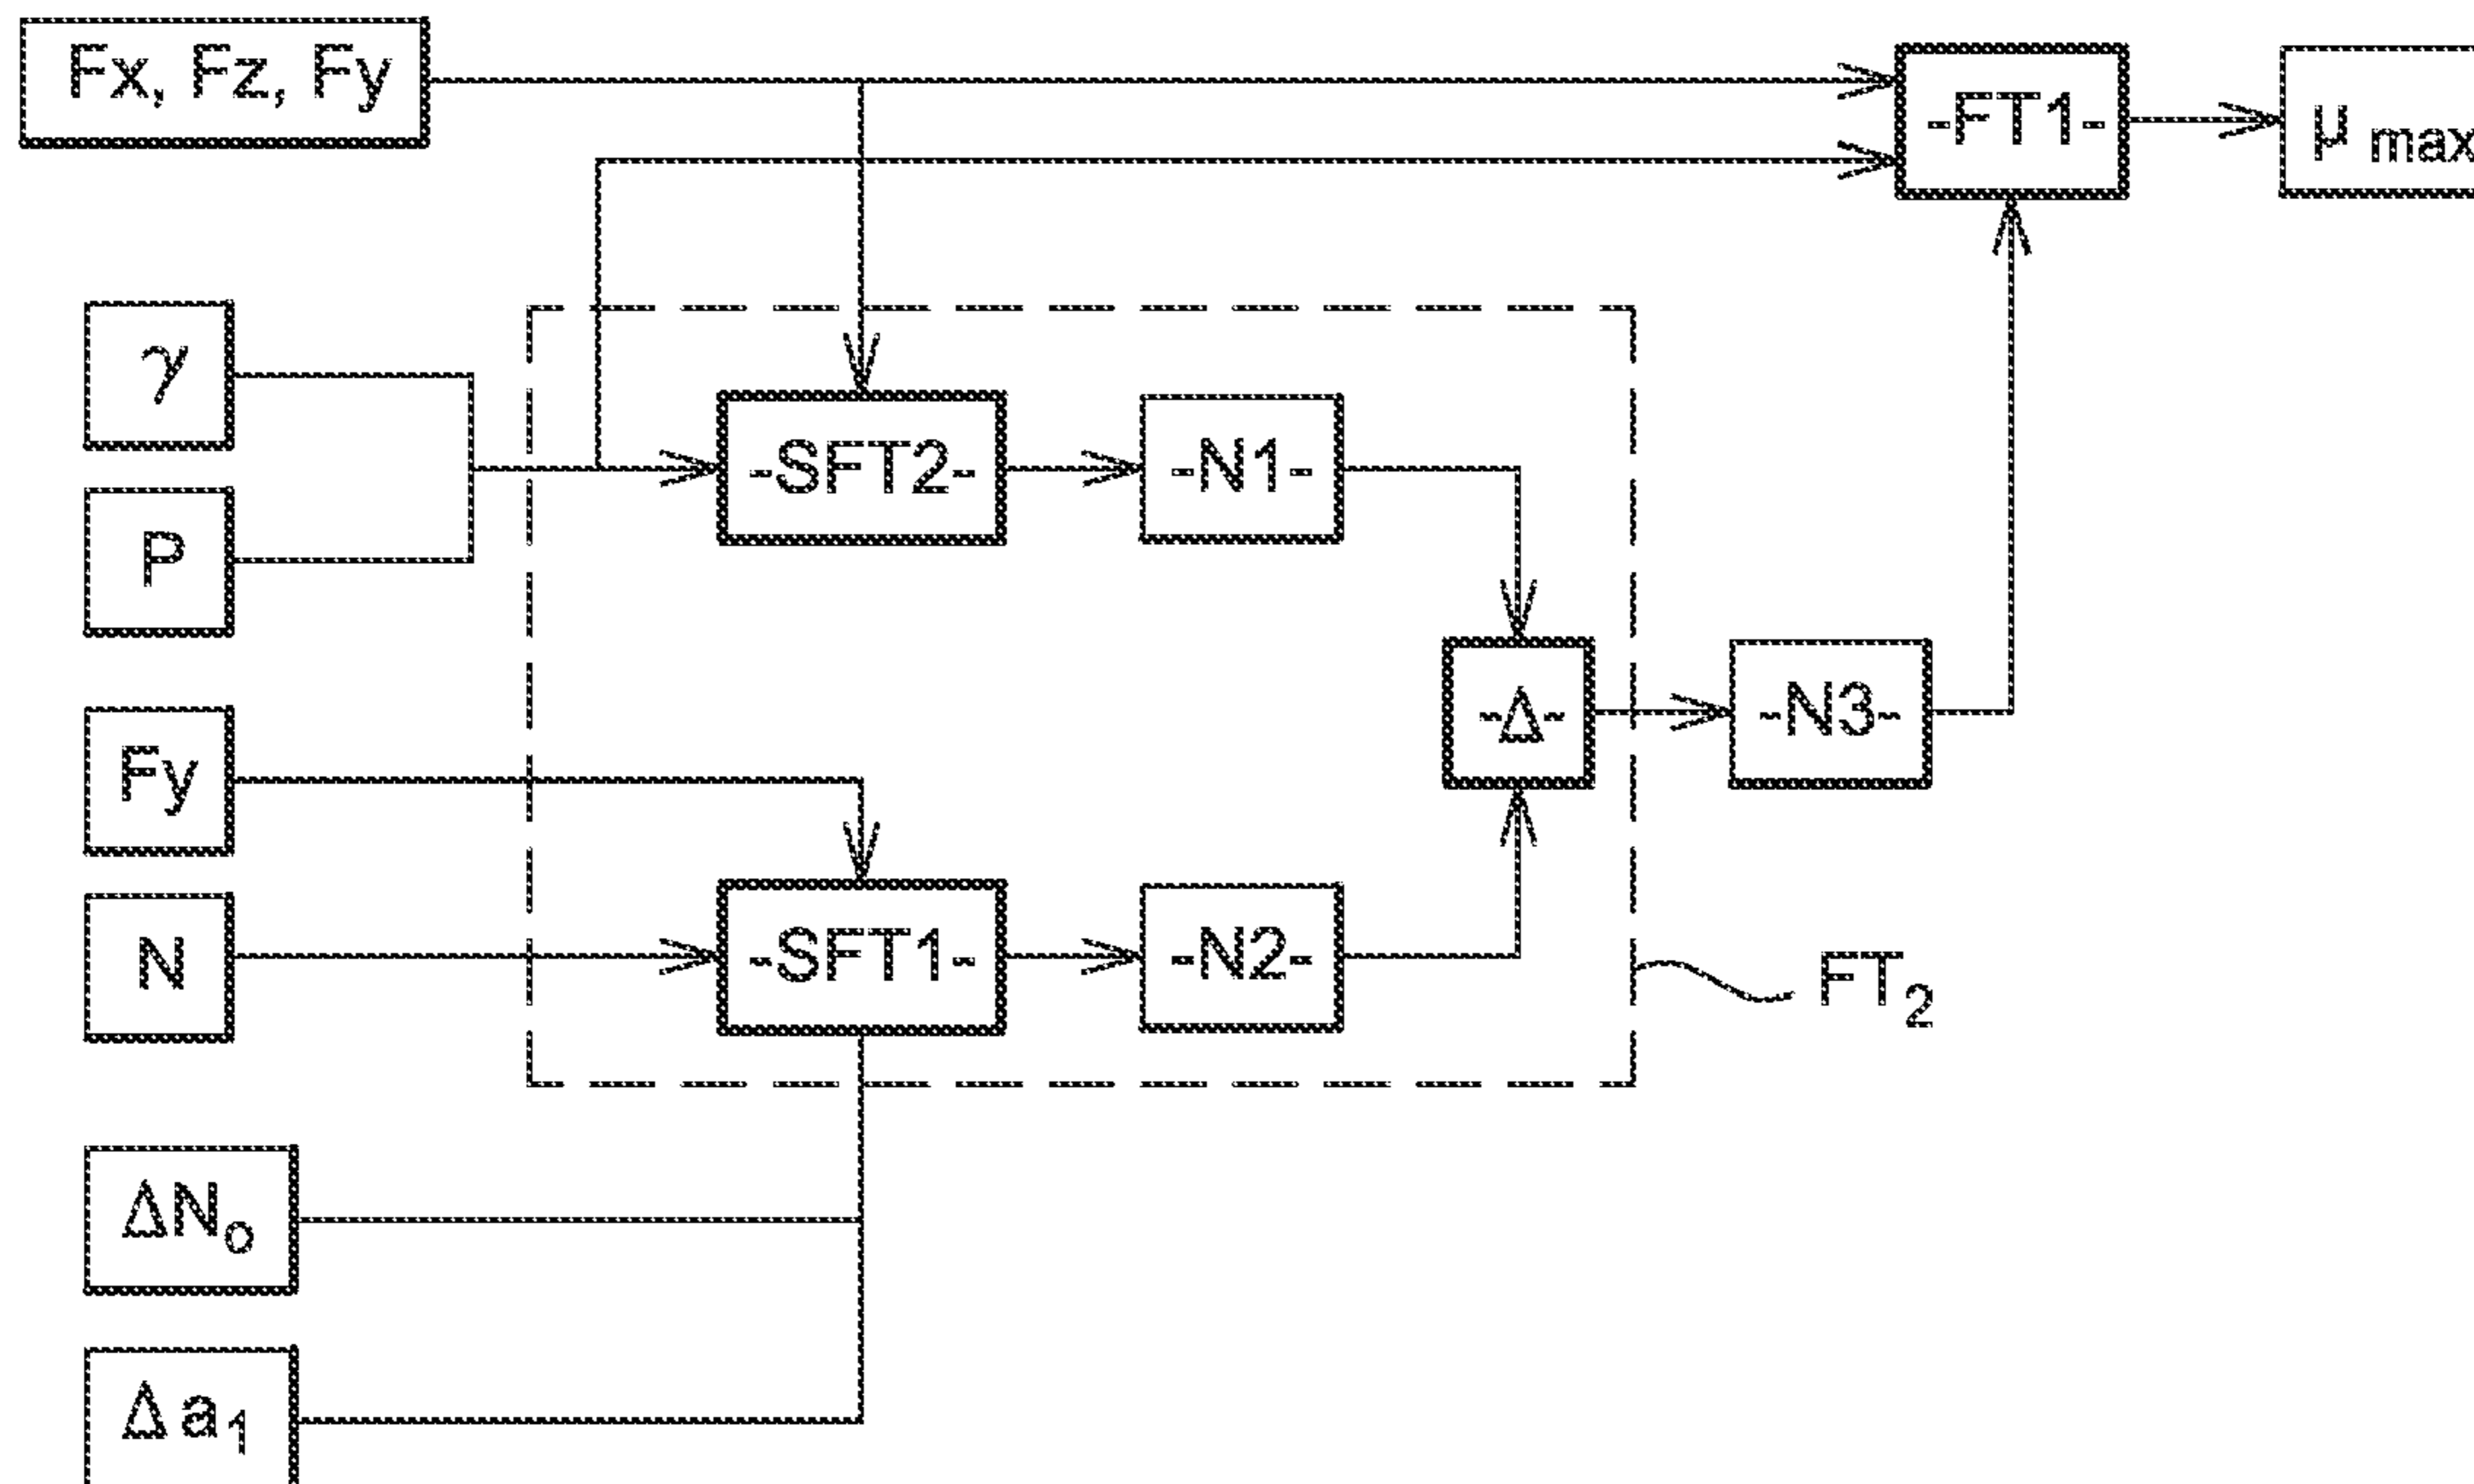 Fx, Fz, Fy
-FT1-
μ max
γ
-SFT2-
-N1-
P
-Δ-
-N3-
Fy
N
-SFT1-
-N2-
FT2
ΔNo
Δa1